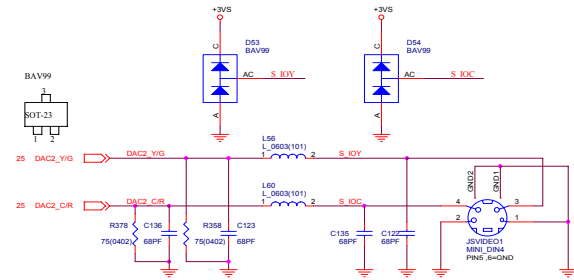 +3VS
+3VS
D53
BAV99
D54
BAV99
C
C
BAV99
3
AC
S_IOY
AC
S_IOC
SOT-23
1 2
A
A
L56
L_0603(101)
25 DAC2_Y/G
DAC2_Y/G
1 2
S_IOY
L60
L_0603(101)
GND2
GND1
25 DAC2_C/R
DAC2_C/R
1 2
S_IOC
4
3
2
1
R378
C136
R358
C123
75(0402)
68PF
75(0402)
68PF
C135
68PF
C122
68PF
JSVIDEO1
MINI_DIN4
PIN5 ,6=GND